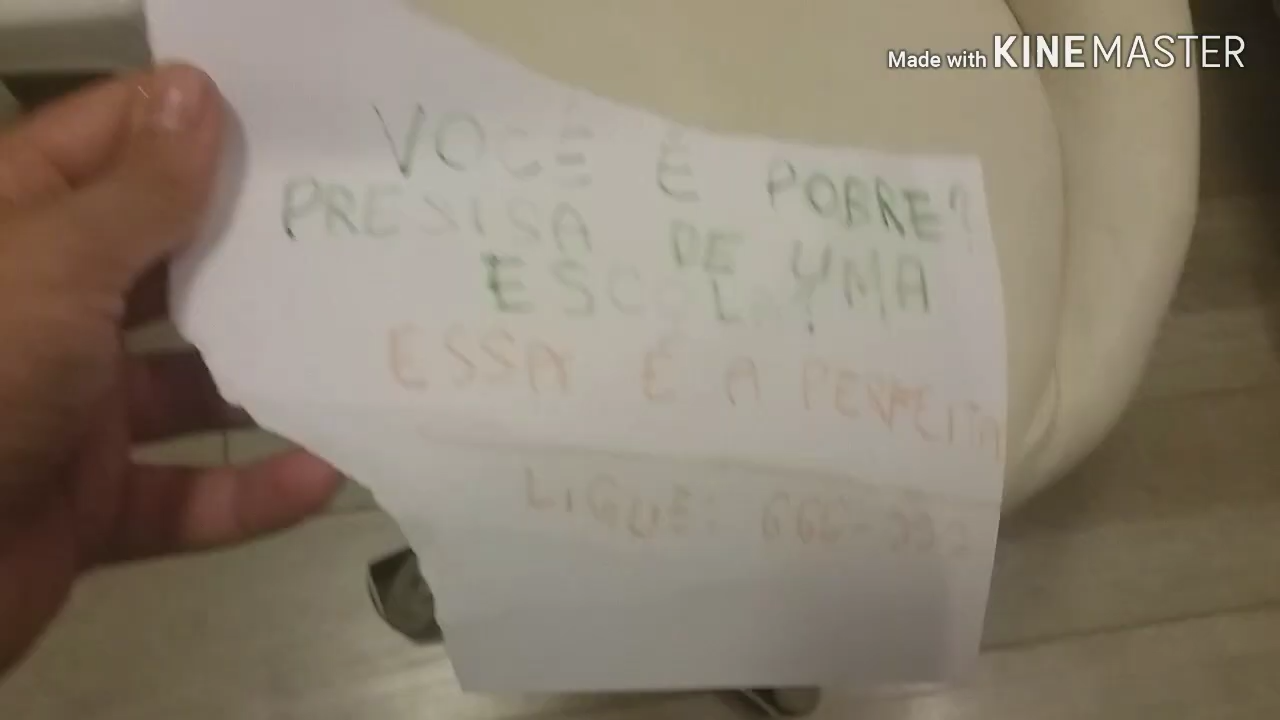 Made with KINEMASTER
VOCÊ É POBRE?
PRESISA DE UMA
ESCOLA?
ESSA É A PERFEITA
LIGUE: 666-